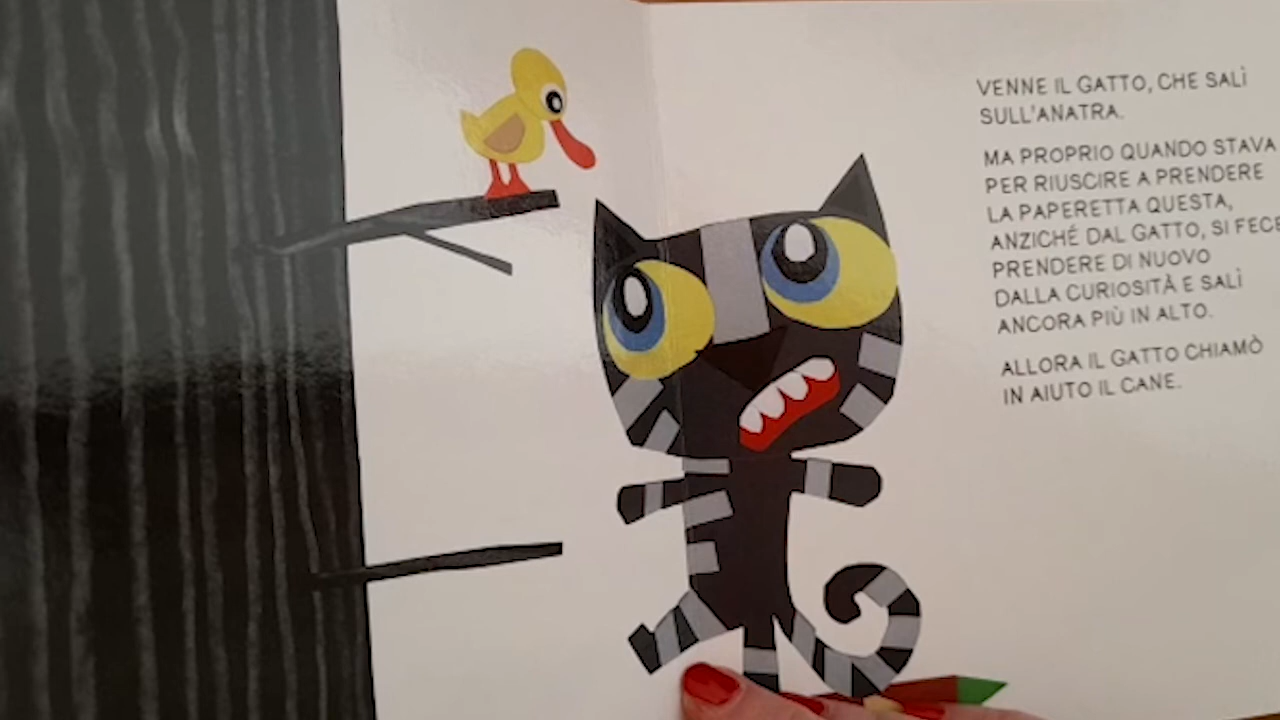 VENNE IL GATTO, CHE SALÌ
SULL'ANATRA.
MA PROPRIO QUANDO STAVA
PER RIUSCIRE A PRENDERE
LA PAPERETTA QUESTA,
ANZICHÉ DAL GATTO, SI FECE
PRENDERE DI NUOVO
DALLA CURIOSITÀ E SALÌ
ANCORA PIÙ IN ALTO.
ALLORA IL GATTO CHIAMÒ
IN AIUTO IL CANE.